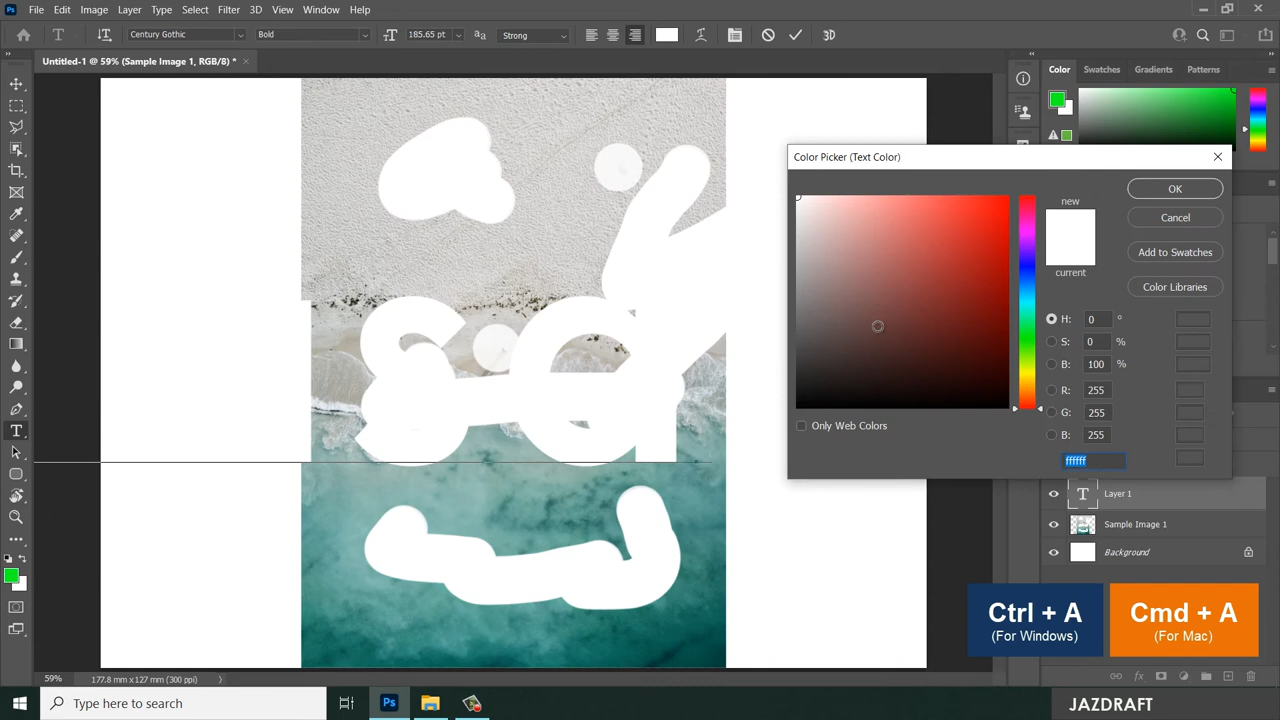 Ps File Edit Image Layer Type Select Filter 3D View Window Help
Century Gothic Bold 185.65 pt Strong 3D
Untitled-1 @ 59% (Sample Image 1, RGB/8) *
Color Swatches Gradients Patterns
Color Picker (Text Color)
OK
new
Cancel
Add to Swatches
current
Color Libraries
H: 0 °
S: 0 %
B: 100 %
R: 255
G: 255
B: 255
Only Web Colors
ffffff
T Layer 1
Sample Image 1
Background
Ctrl + A
(For Windows)
Cmd + A
(For Mac)
59% 177.8 mm x 127 mm (300 ppi)
Type here to search
Ps
JAZDRAFT